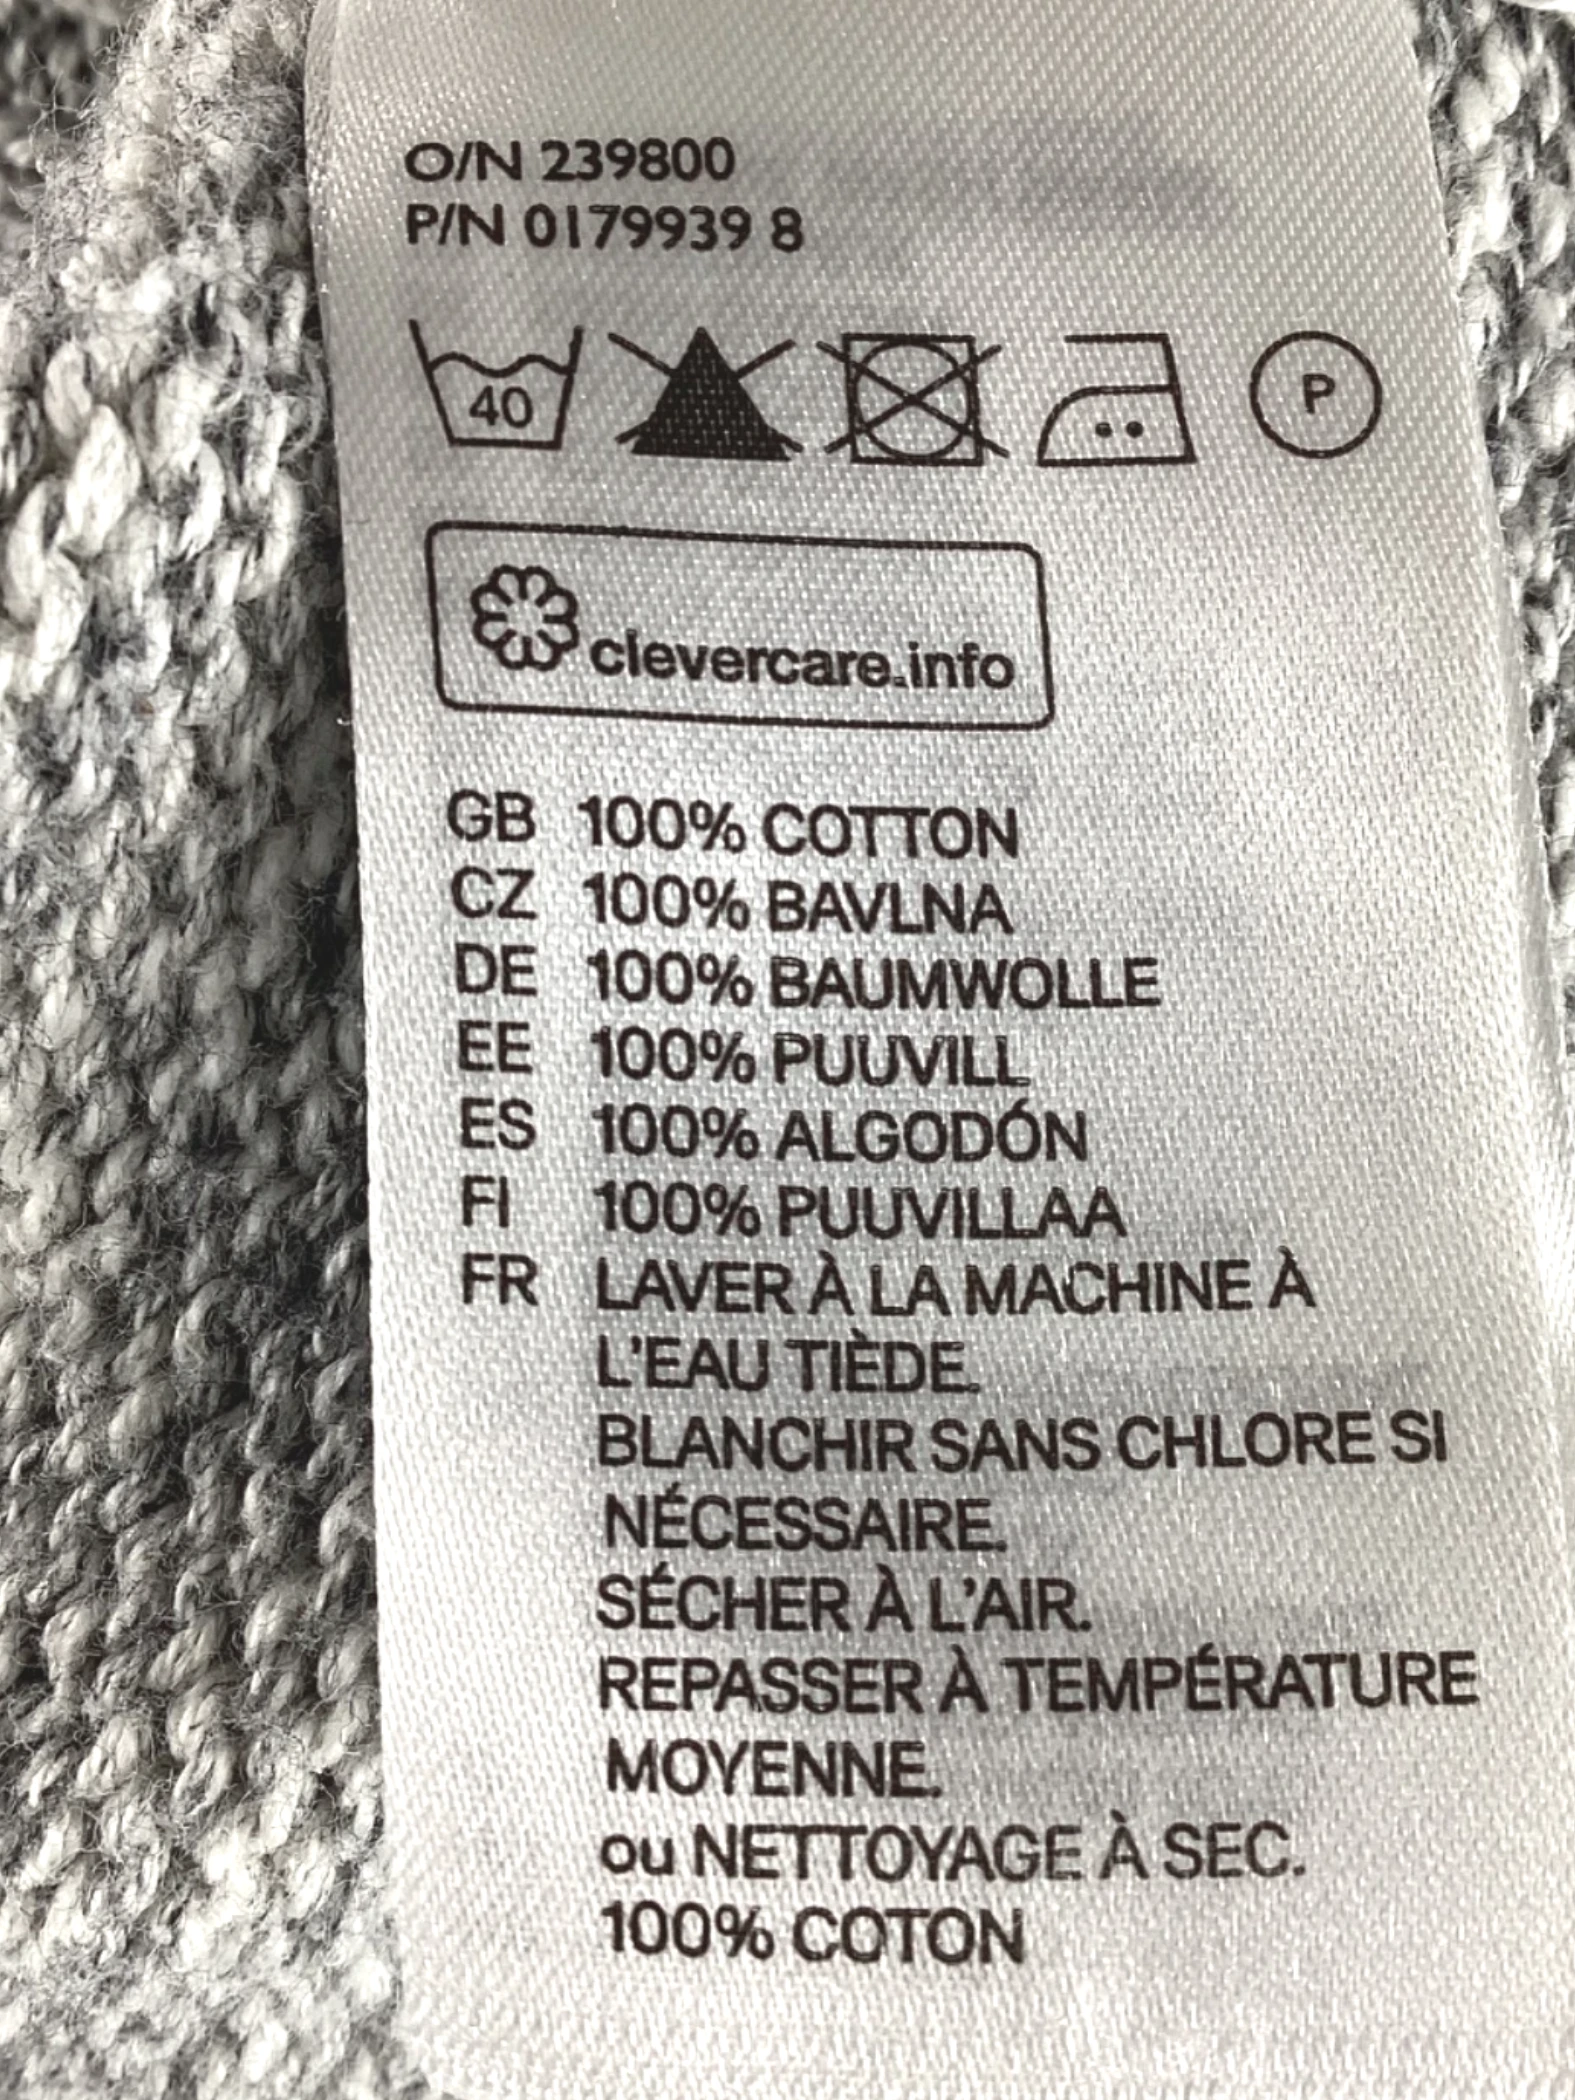 O/N 239800
P/N 0179939 8
40
P
clevercare.info
GB 100% COTTON
CZ 100% BAVLNA
DE 100% BAUMWOLLE
EE 100% PUUVILL
ES 100% ALGODÓN
FI 100% PUUVILLAA
FR LAVER À LA MACHINE À
L'EAU TIÈDE.
BLANCHIR SANS CHLORE SI
NÉCESSAIRE.
SÉCHER À L'AIR.
REPASSER À TEMPÉRATURE
MOYENNE.
ou NETTOYAGE À SEC.
100% COTON